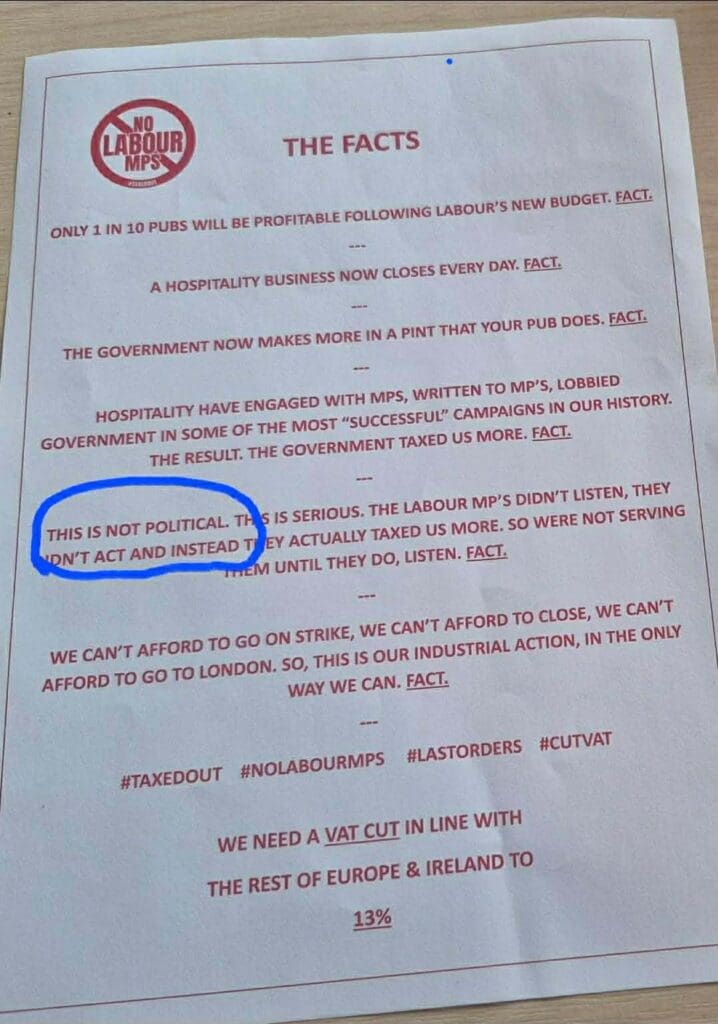 NO
LABOUR
MPS
#TAXEDOUT
THE FACTS
ONLY 1 IN 10 PUBS WILL BE PROFITABLE FOLLOWING LABOUR'S NEW BUDGET. FACT.
---
A HOSPITALITY BUSINESS NOW CLOSES EVERY DAY. FACT.
---
THE GOVERNMENT NOW MAKES MORE IN A PINT THAT YOUR PUB DOES. FACT.
---
HOSPITALITY HAVE ENGAGED WITH MPS, WRITTEN TO MP'S, LOBBIED
GOVERNMENT IN SOME OF THE MOST "SUCCESSFUL" CAMPAIGNS IN OUR HISTORY.
THE RESULT. THE GOVERNMENT TAXED US MORE. FACT.
---
THIS IS NOT POLITICAL. THIS IS SERIOUS. THE LABOUR MP'S DIDN'T LISTEN, THEY
DIDN'T ACT AND INSTEAD THEY ACTUALLY TAXED US MORE. SO WERE NOT SERVING
THEM UNTIL THEY DO, LISTEN. FACT.
---
WE CAN'T AFFORD TO GO ON STRIKE, WE CAN'T AFFORD TO CLOSE, WE CAN'T
AFFORD TO GO TO LONDON. SO, THIS IS OUR INDUSTRIAL ACTION, IN THE ONLY
WAY WE CAN. FACT.
---
#TAXEDOUT #NOLABOURMPS #LASTORDERS #CUTVAT
WE NEED A VAT CUT IN LINE WITH
THE REST OF EUROPE & IRELAND TO
13%